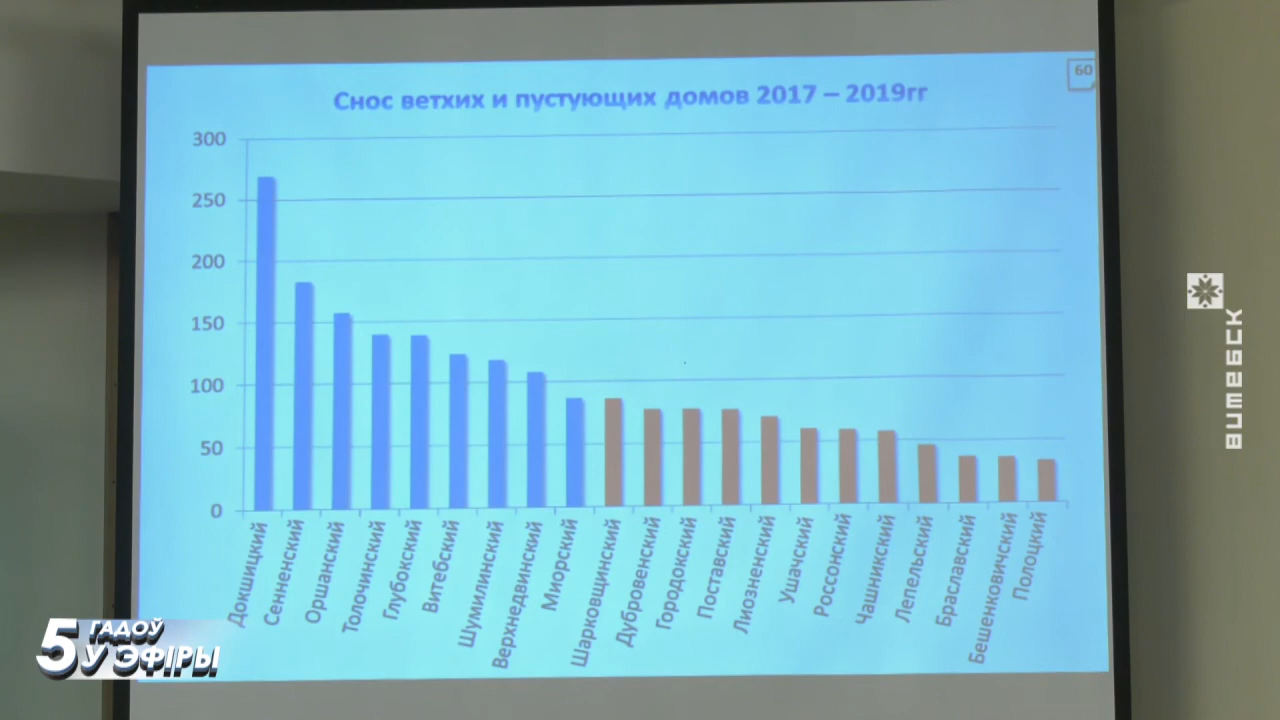 60
Снос ветхих и пустующих домов 2017 – 2019гг
300
250
200
150
100
50
0
Докшицкий
Сенненский
Оршанский
Толочинский
Глубокский
Витебский
Шумилинский
Верхнедвинский
Миорский
Шарковщинский
Дубровенский
Городокский
Поставский
Лиозненский
Ушачский
Россонский
Чашникский
Лепельский
Браславский
Бешенковичский
Полоцкий
витебск
5 ГАДОЎ
У ЭФІРЫ